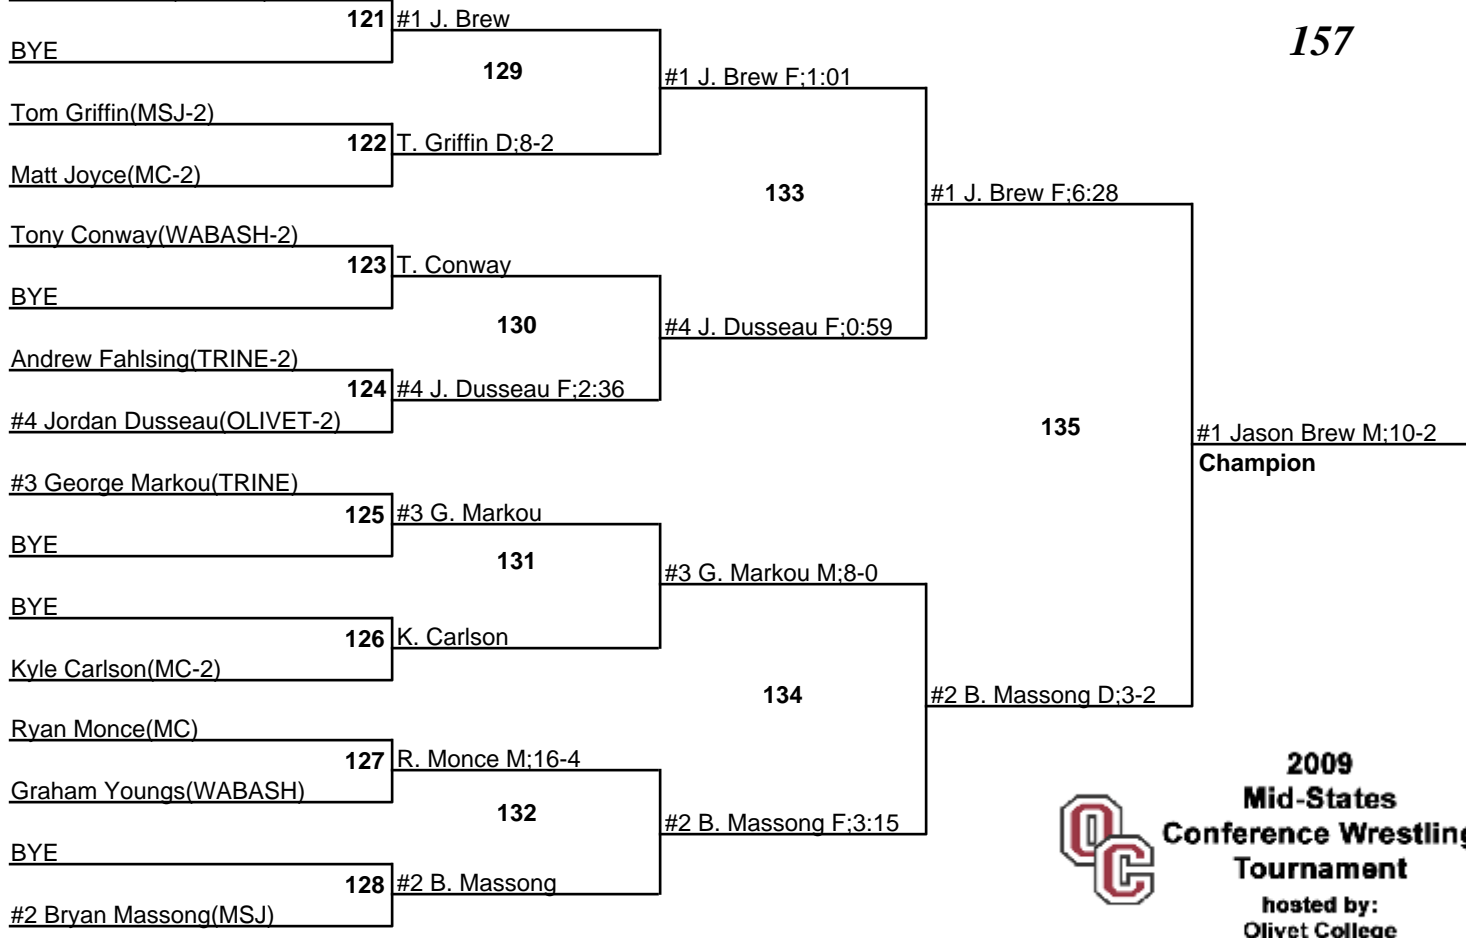 121 #1 J. Brew
157
BYE
129
#1 J. Brew F;1:01
Tom Griffin(MSJ-2)
122 T. Griffin D;8-2
Matt Joyce(MC-2)
133
#1 J. Brew F;6:28
Tony Conway(WABASH-2)
123 T. Conway
BYE
130
#4 J. Dusseau F;0:59
Andrew Fahlsing(TRINE-2)
124 #4 J. Dusseau F;2:36
#4 Jordan Dusseau(OLIVET-2)
135
#1 Jason Brew M;10-2
Champion
#3 George Markou(TRINE)
125 #3 G. Markou
BYE
131
#3 G. Markou M;8-0
BYE
126 K. Carlson
Kyle Carlson(MC-2)
134
#2 B. Massong D;3-2
Ryan Monce(MC)
127 R. Monce M;16-4
Graham Youngs(WABASH)
132
#2 B. Massong F;3:15
BYE
128 #2 B. Massong
#2 Bryan Massong(MSJ)
OC
2009
Mid-States
Conference Wrestling
Tournament
hosted by:
Olivet College